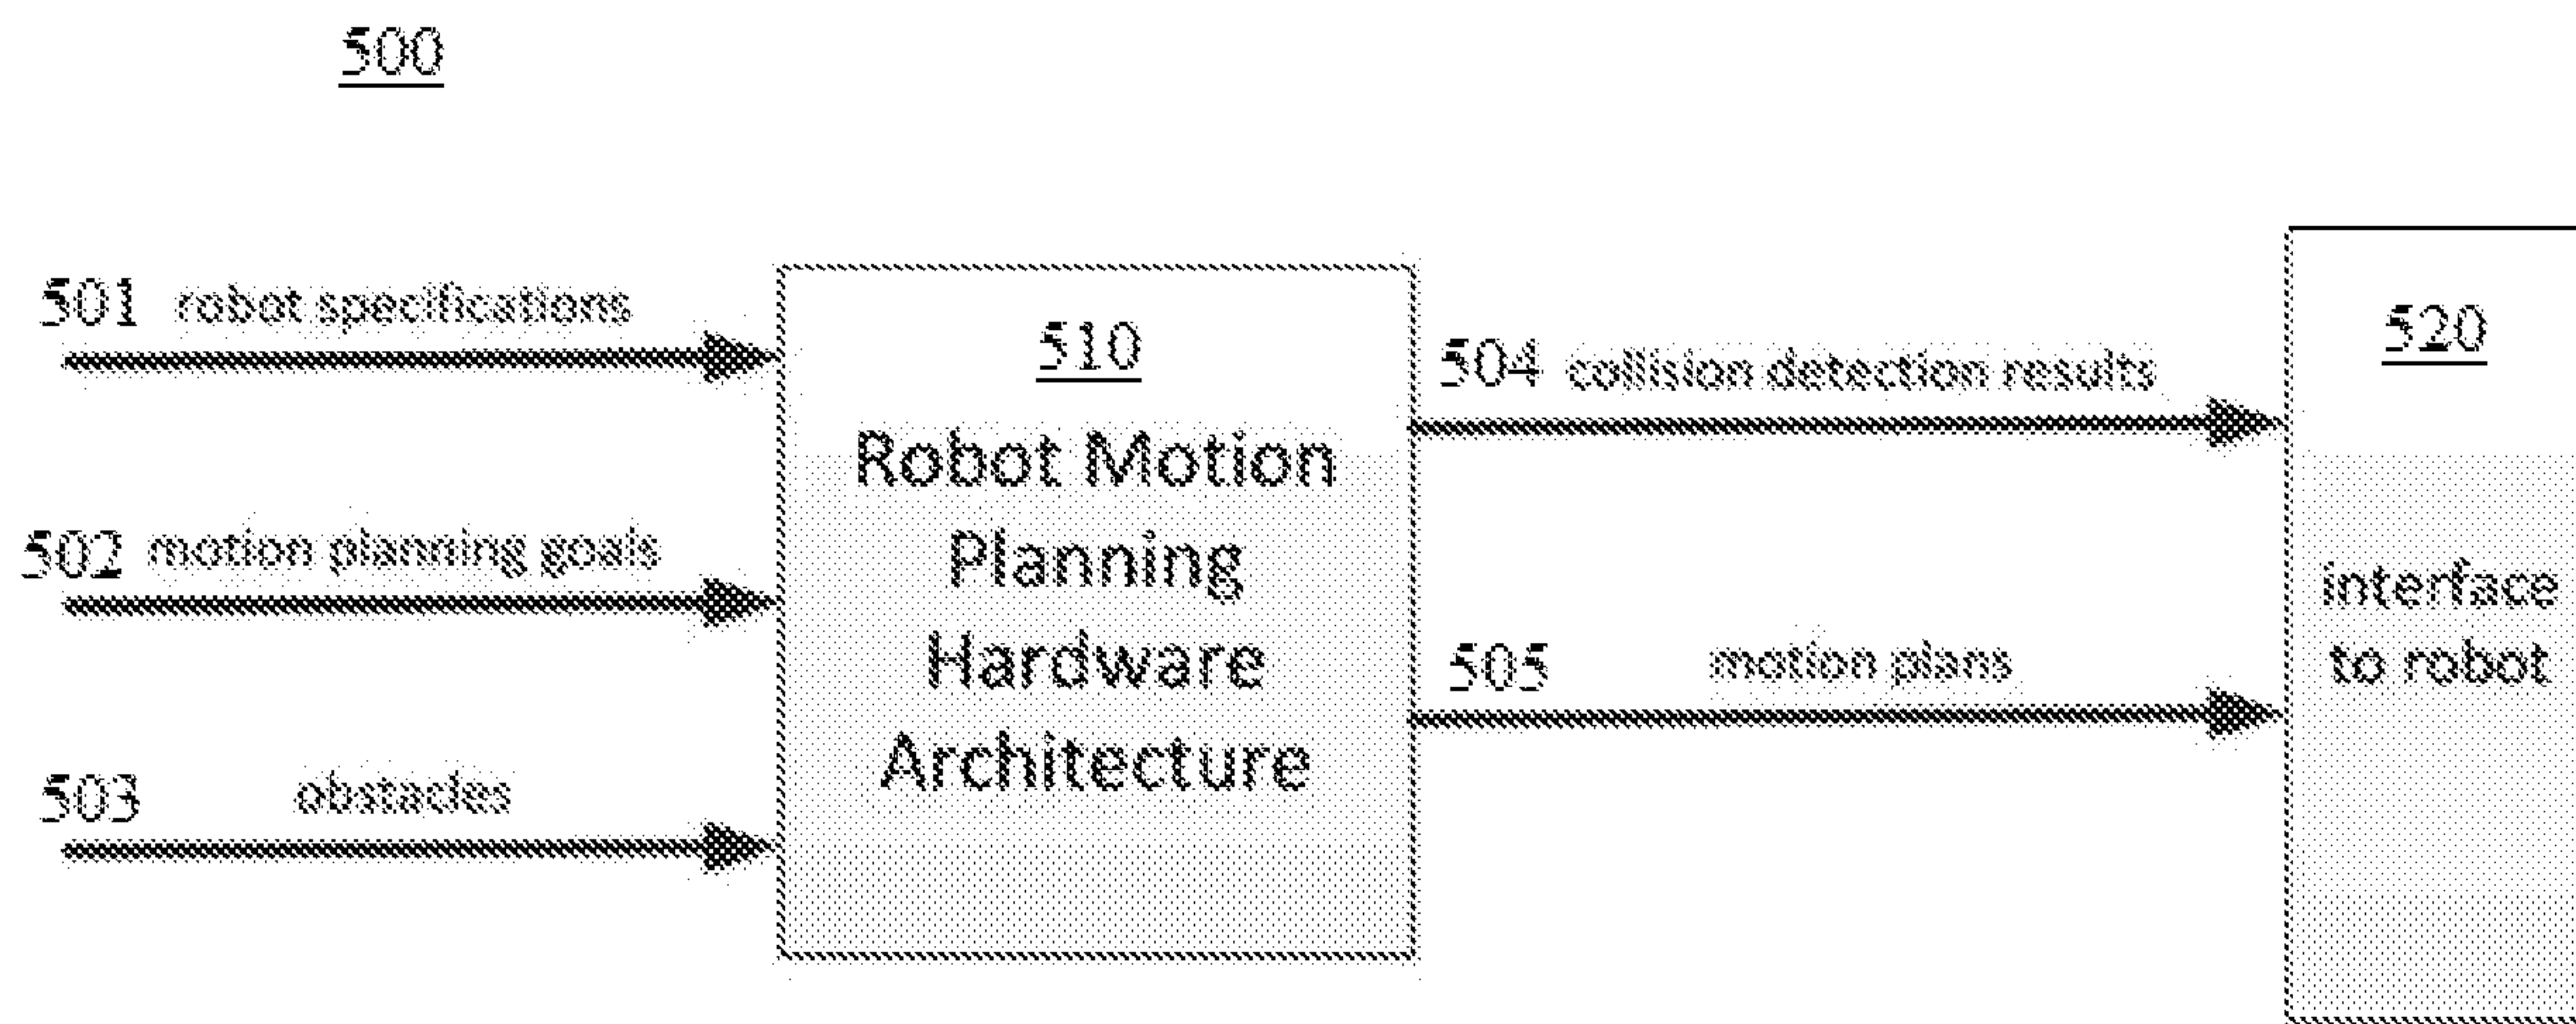 500
501 robot specifications
502 motion planning goals
503 obstacles
510
Robot Motion
Planning
Hardware
Architecture
504 collision detection results
505 motion plans
520
interface
to robot